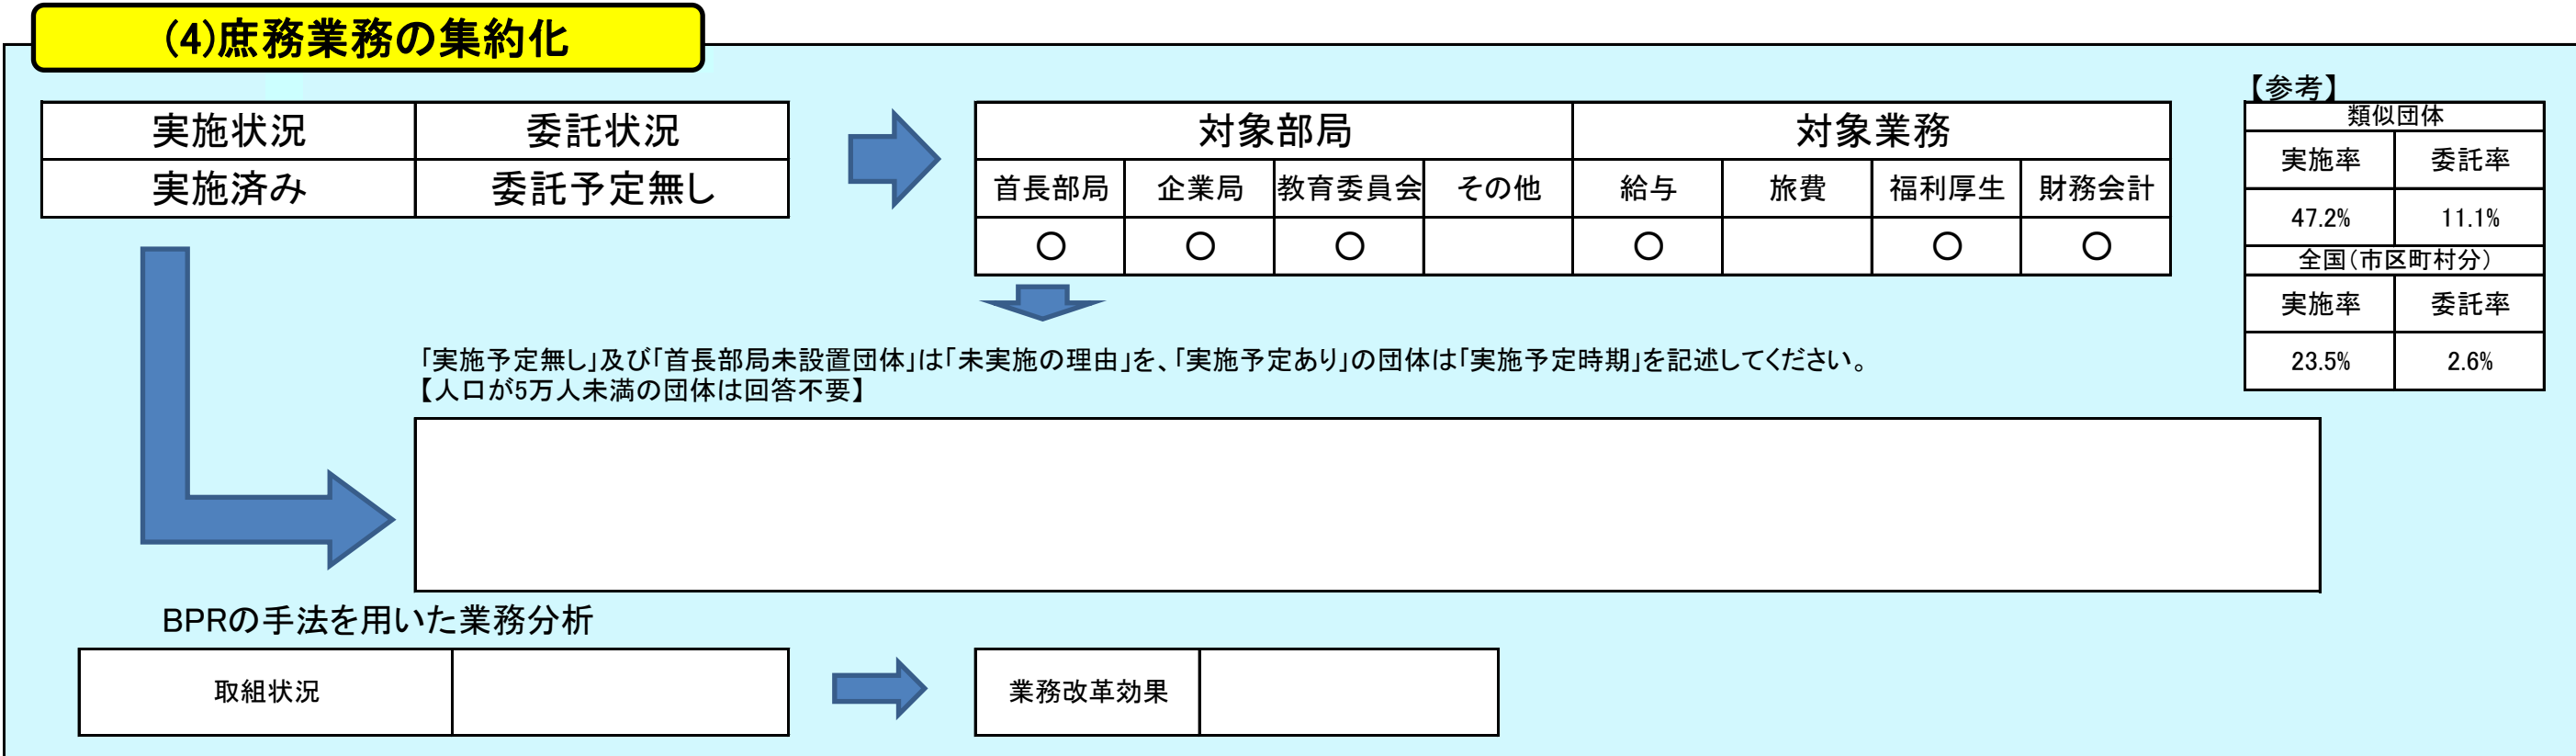 (4)庶務業務の集約化
【参考】
実施状況 委託状況
実施済み 委託予定無し
対象部局 対象業務
首長部局 企業局 教育委員会 その他 給与 旅費 福利厚生 財務会計
○ ○ ○ ○ ○ ○
類似団体
実施率 委託率
47.2% 11.1%
全国(市区町村分)
実施率 委託率
23.5% 2.6%
「実施予定無し」及び「首長部局未設置団体」は「未実施の理由」を、「実施予定あり」の団体は「実施予定時期」を記述してください。
【人口が5万人未満の団体は回答不要】
BPRの手法を用いた業務分析
取組状況
業務改革効果